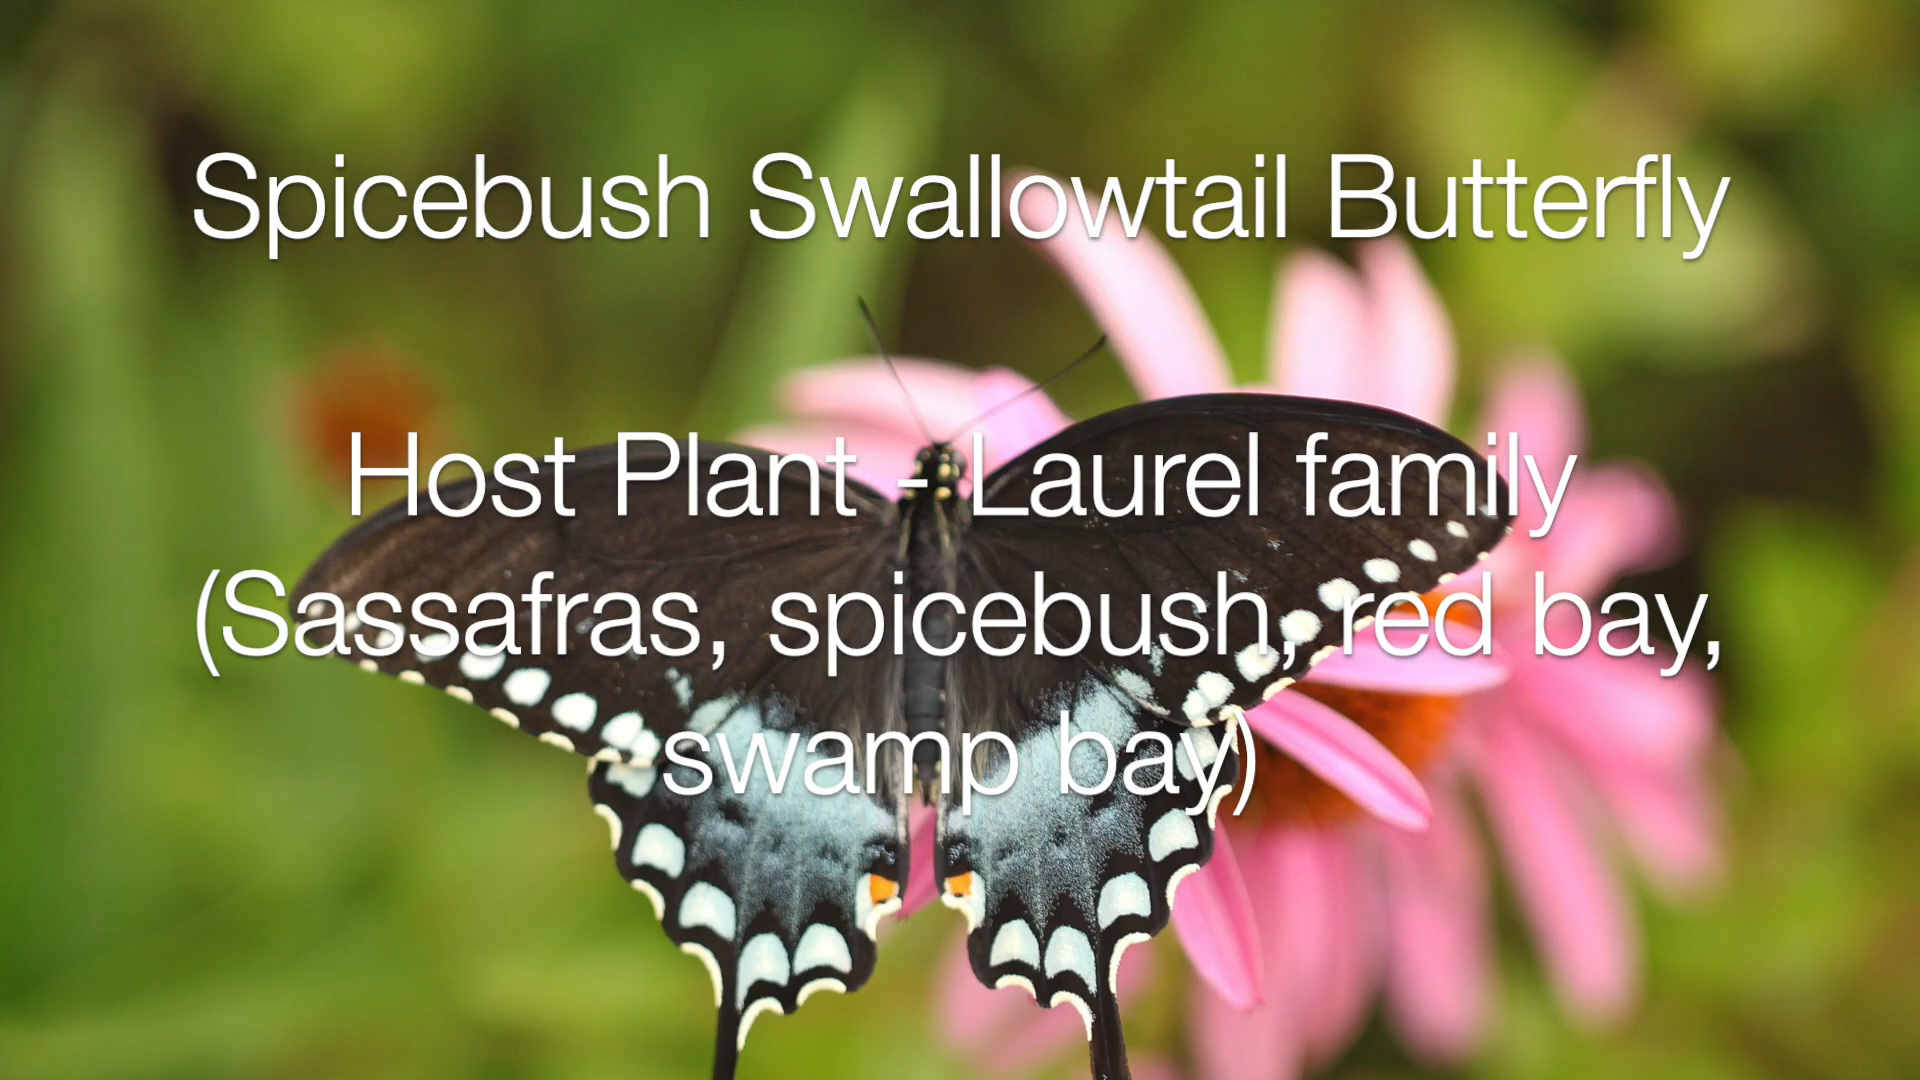 Spicebush Swallowtail Butterfly
Host Plant - Laurel family
(Sassafras, spicebush, red bay,
swamp bay)